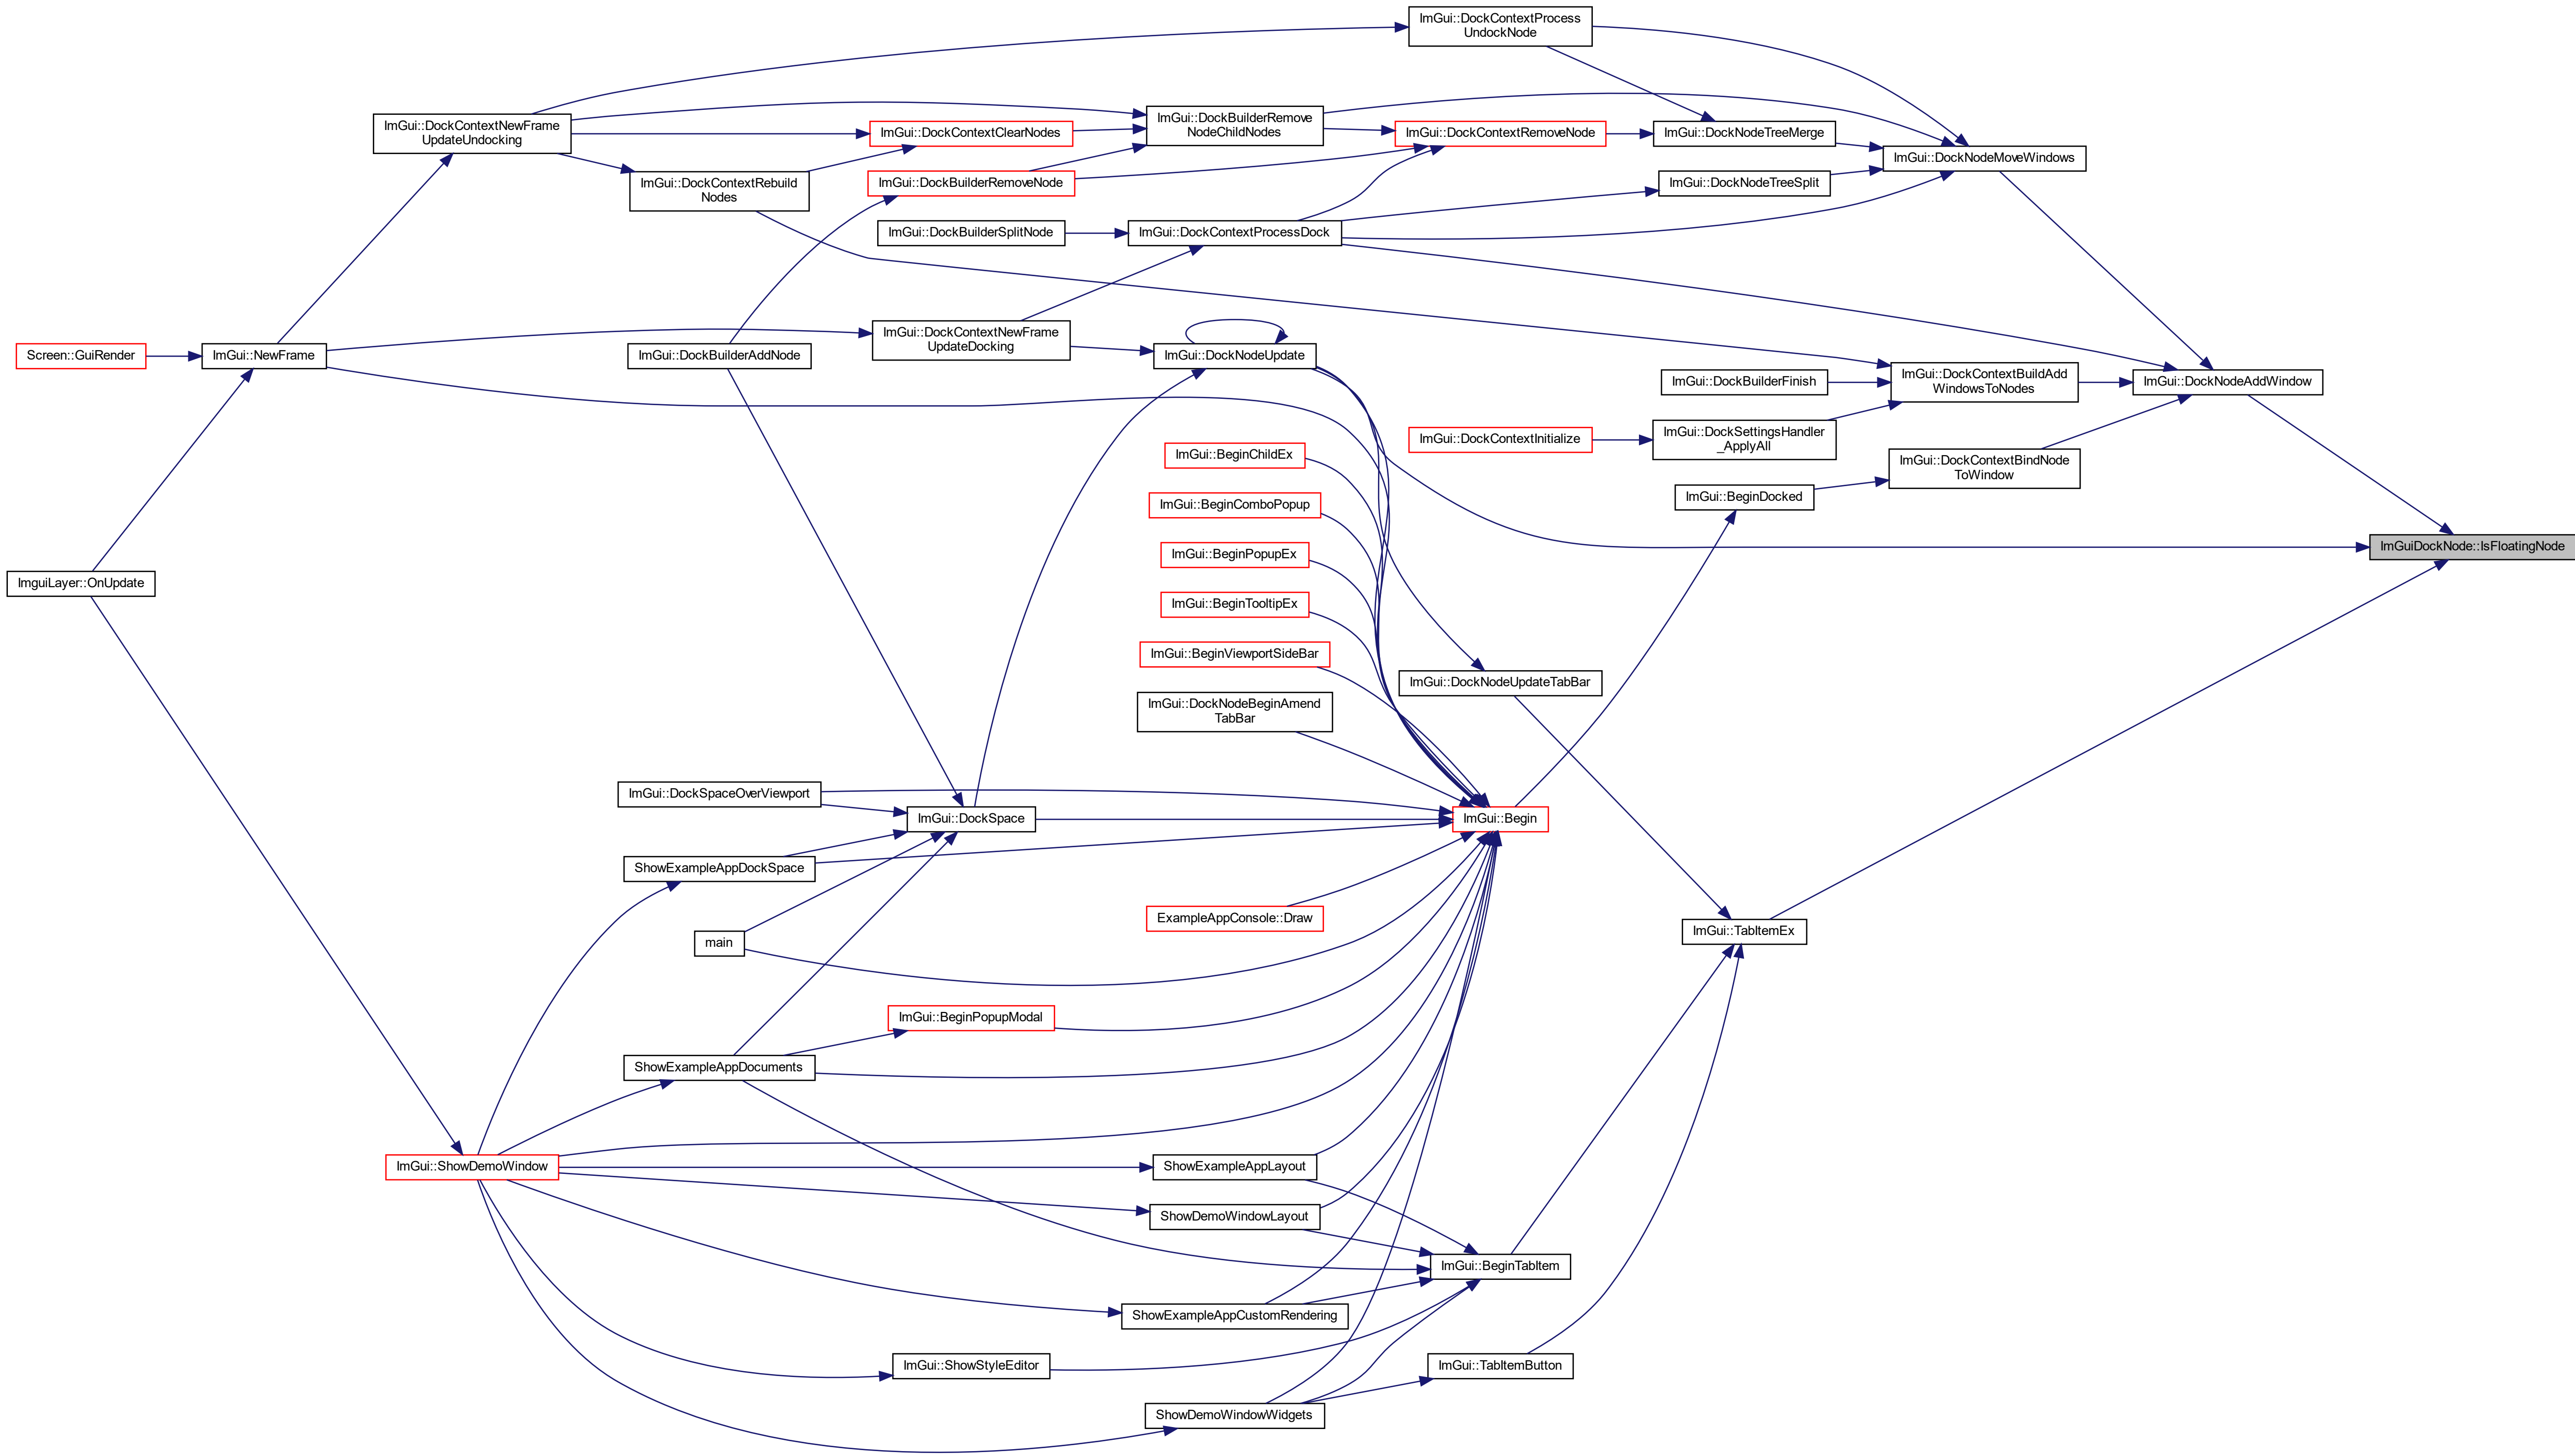 ImGui::DockContextProcess
UndockNode
ImGui::DockContextNewFrame
UpdateUndocking
ImGui::DockContextClearNodes
ImGui::DockBuilderRemove
NodeChildNodes
ImGui::DockContextRemoveNode
ImGui::DockNodeTreeMerge
ImGui::DockNodeMoveWindows
ImGui::DockContextRebuild
Nodes
ImGui::DockBuilderRemoveNode
ImGui::DockNodeTreeSplit
ImGui::DockBuilderSplitNode
ImGui::DockContextProcessDock
Screen::GuiRender
ImGui::NewFrame
ImGui::DockBuilderAddNode
ImGui::DockContextNewFrame
UpdateDocking
ImGui::DockNodeUpdate
ImGui::DockBuilderFinish
ImGui::DockContextBuildAdd
WindowsToNodes
ImGui::DockNodeAddWindow
ImGui::DockContextInitialize
ImGui::DockSettingsHandler
_ApplyAll
ImGui::BeginChildEx
ImGui::DockContextBindNode
ToWindow
ImGui::BeginComboPopup
ImGui::BeginDocked
ImGui::BeginPopupEx
ImGuiDockNode::IsFloatingNode
ImguiLayer::OnUpdate
ImGui::BeginTooltipEx
ImGui::BeginViewportSideBar
ImGui::DockNodeUpdateTabBar
ImGui::DockNodeBeginAmend
TabBar
ImGui::DockSpaceOverViewport
ImGui::DockSpace
ImGui::Begin
ShowExampleAppDockSpace
ExampleAppConsole::Draw
main
ImGui::TabItemEx
ImGui::BeginPopupModal
ShowExampleAppDocuments
ImGui::ShowDemoWindow
ShowExampleAppLayout
ShowDemoWindowLayout
ImGui::BeginTabItem
ShowExampleAppCustomRendering
ImGui::ShowStyleEditor
ImGui::TabItemButton
ShowDemoWindowWidgets